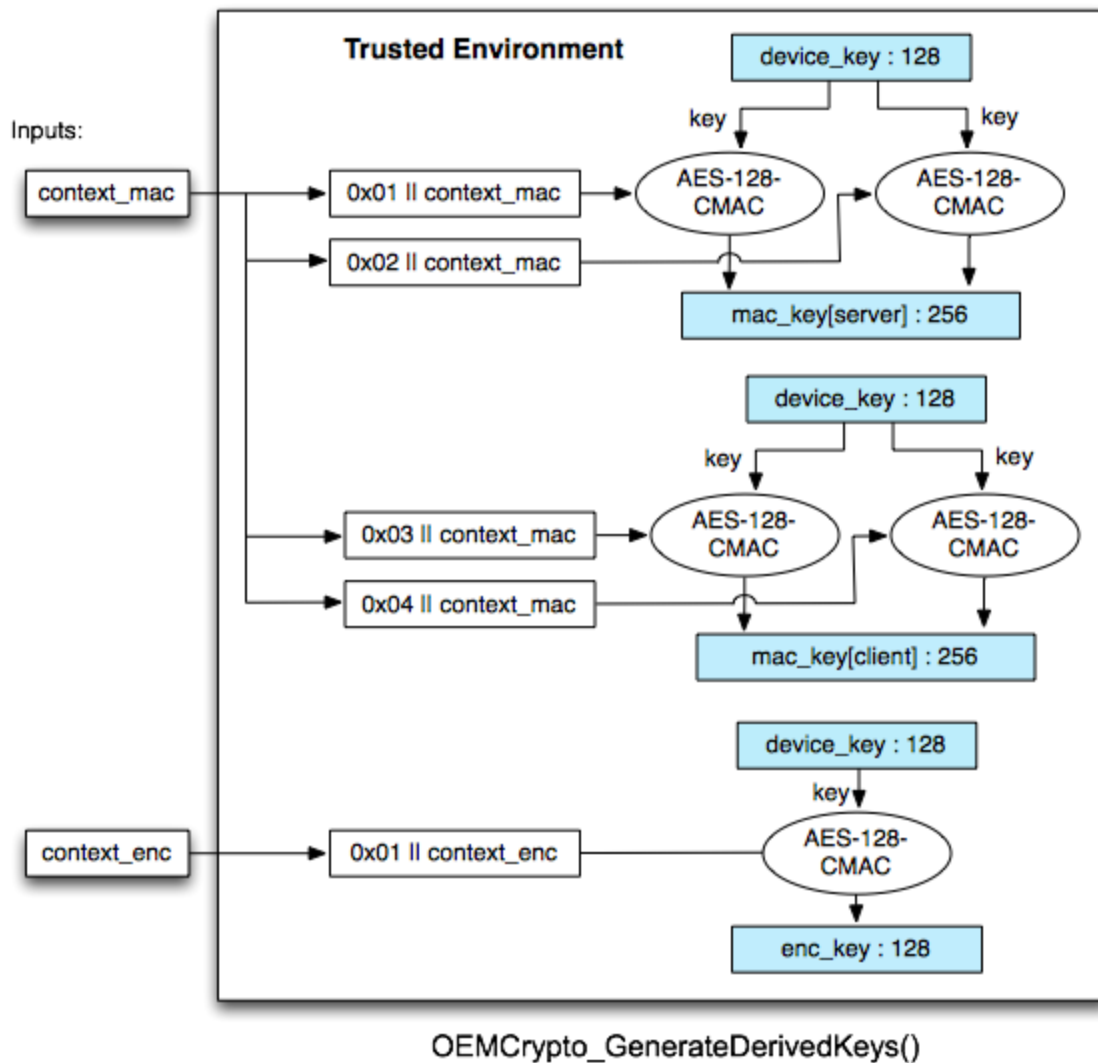 Trusted Environment
device_key : 128
Inputs:
key
key
context_mac
0x01 || context_mac
AES-128-
CMAC
AES-128-
CMAC
0x02 || context_mac
mac_key[server] : 256
device_key : 128
key
key
0x03 || context_mac
AES-128-
CMAC
AES-128-
CMAC
0x04 || context_mac
mac_key[client] : 256
device_key : 128
key
context_enc
0x01 || context_enc
AES-128-
CMAC
enc_key : 128
OEMCrypto_GenerateDerivedKeys()